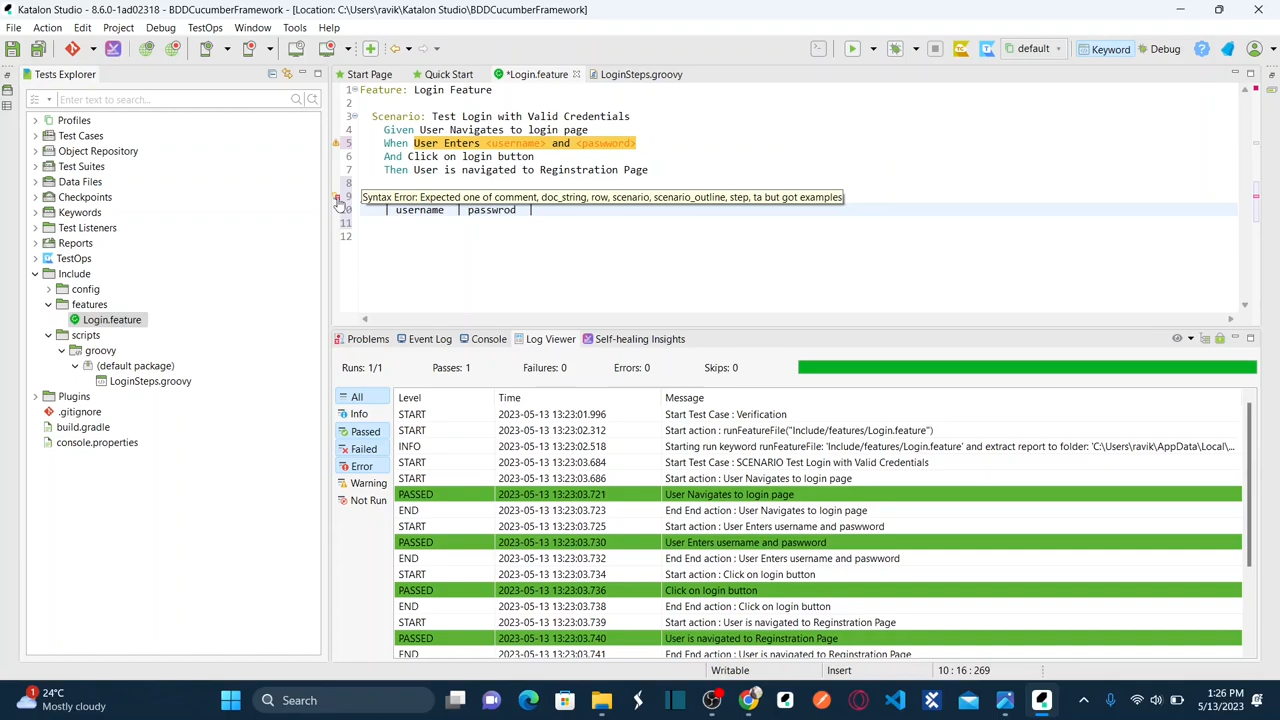 Katalon Studio - 8.6.0-1ad02318 - BDDCucumberFramework - [Location: C:\Users\ravik\BDDCucumberFramework]
File Action Edit Project Debug TestOps Window Tools Help
default Keyword Debug
Tests Explorer
Enter text to search...
Profiles
Test Cases
Object Repository
Test Suites
Data Files
Checkpoints
Keywords
Test Listeners
Reports
TestOps
Include
config
features
Login.feature
scripts
groovy
(default package)
LoginSteps.groovy
Plugins
.gitignore
build.gradle
console.properties
Start Page Quick Start *Login.feature LoginSteps.groovy
1 Feature: Login Feature
2
3 Scenario: Test Login with Valid Credentials
4 Given User Navigates to login page
5 When User Enters <username> and <paswword>
6 And Click on login button
7 Then User is navigated to Reginstration Page
8
9 Syntax Error: Expected one of comment, doc_string, row, scenario, scenario_outline, step, ta but got examples
10 | username | passwrod |
11
12
Problems Event Log Console Log Viewer Self-healing Insights
Runs: 1/1 Passes: 1 Failures: 0 Errors: 0 Skips: 0
All
Info
Passed
Failed
Error
Warning
Not Run
Level Time Message
START 2023-05-13 13:23:01.996 Start Test Case : Verification
START 2023-05-13 13:23:02.312 Start action : runFeatureFile("Include/features/Login.feature")
INFO 2023-05-13 13:23:02.518 Starting run keyword runFeatureFile: 'Include/features/Login.feature' and extract report to folder: 'C:\Users\ravik\AppData\Local\...
START 2023-05-13 13:23:03.684 Start Test Case : SCENARIO Test Login with Valid Credentials
START 2023-05-13 13:23:03.686 Start action : User Navigates to login page
PASSED 2023-05-13 13:23:03.721 User Navigates to login page
END 2023-05-13 13:23:03.723 End End action : User Navigates to login page
START 2023-05-13 13:23:03.725 Start action : User Enters username and paswword
PASSED 2023-05-13 13:23:03.730 User Enters username and paswword
END 2023-05-13 13:23:03.732 End End action : User Enters username and paswword
START 2023-05-13 13:23:03.734 Start action : Click on login button
PASSED 2023-05-13 13:23:03.736 Click on login button
END 2023-05-13 13:23:03.738 End End action : Click on login button
START 2023-05-13 13:23:03.739 Start action : User is navigated to Reginstration Page
PASSED 2023-05-13 13:23:03.740 User is navigated to Reginstration Page
END 2023-05-13 13:23:03.741 End End action : User is navigated to Reginstration Page
Writable Insert 10 : 16 : 269
1 24°C
Mostly cloudy
Search
1:26 PM
5/13/2023